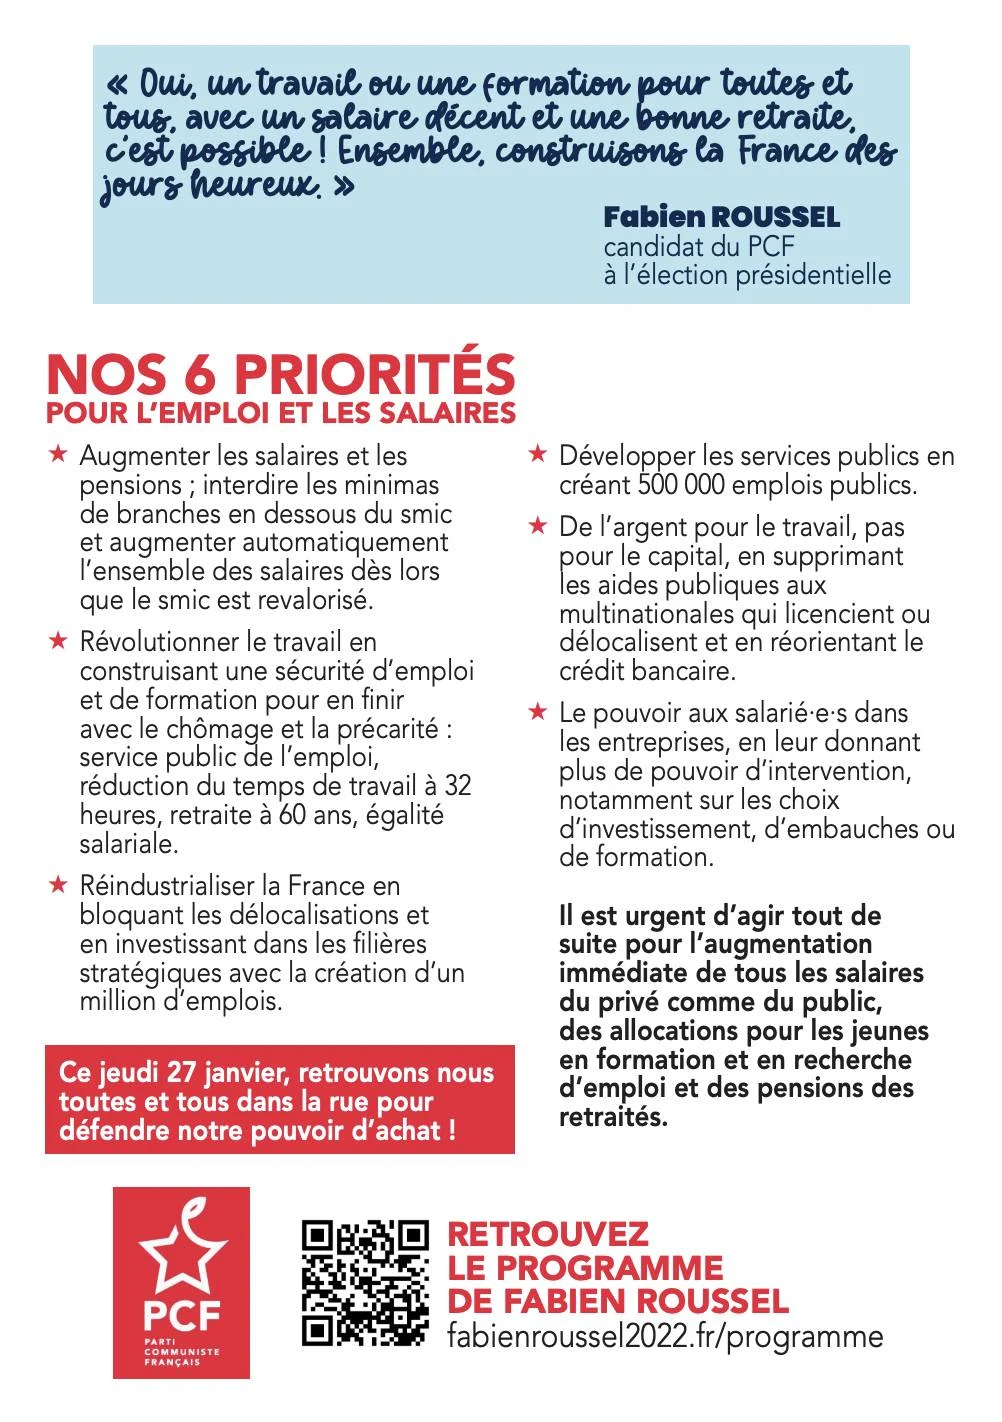 « Oui, un travail ou une formation pour toutes et
tous, avec un salaire décent et une bonne retraite,
c'est possible ! Ensemble, construisons la France des
jours heureux. »
Fabien ROUSSEL
candidat du PCF
à l'élection présidentielle
NOS 6 PRIORITÉS
POUR L'EMPLOI ET LES SALAIRES
★ Augmenter les salaires et les
pensions ; interdire les minimas
de branches en dessous du smic
et augmenter automatiquement
l'ensemble des salaires dès lors
que le smic est revalorisé.
★ Révolutionner le travail en
construisant une sécurité d'emploi
et de formation pour en finir
avec le chômage et la précarité :
service public de l'emploi,
réduction du temps de travail à 32
heures, retraite à 60 ans, égalité
salariale.
★ Réindustrialiser la France en
bloquant les délocalisations et
en investissant dans les filières
stratégiques avec la création d'un
million d'emplois.
Ce jeudi 27 janvier, retrouvons nous
toutes et tous dans la rue pour
défendre notre pouvoir d'achat !
★ Développer les services publics en
créant 500 000 emplois publics.
★ De l'argent pour le travail, pas
pour le capital, en supprimant
les aides publiques aux
multinationales qui licencient ou
délocalisent et en réorientant le
crédit bancaire.
★ Le pouvoir aux salarié·e·s dans
les entreprises, en leur donnant
plus de pouvoir d'intervention,
notamment sur les choix
d'investissement, d'embauches ou
de formation.
Il est urgent d'agir tout de
suite pour l'augmentation
immédiate de tous les salaires
du privé comme du public,
des allocations pour les jeunes
en formation et en recherche
d'emploi et des pensions des
retraités.
PCF
PARTI
COMMUNISTE
FRANÇAIS
RETROUVEZ
LE PROGRAMME
DE FABIEN ROUSSEL
fabienroussel2022.fr/programme